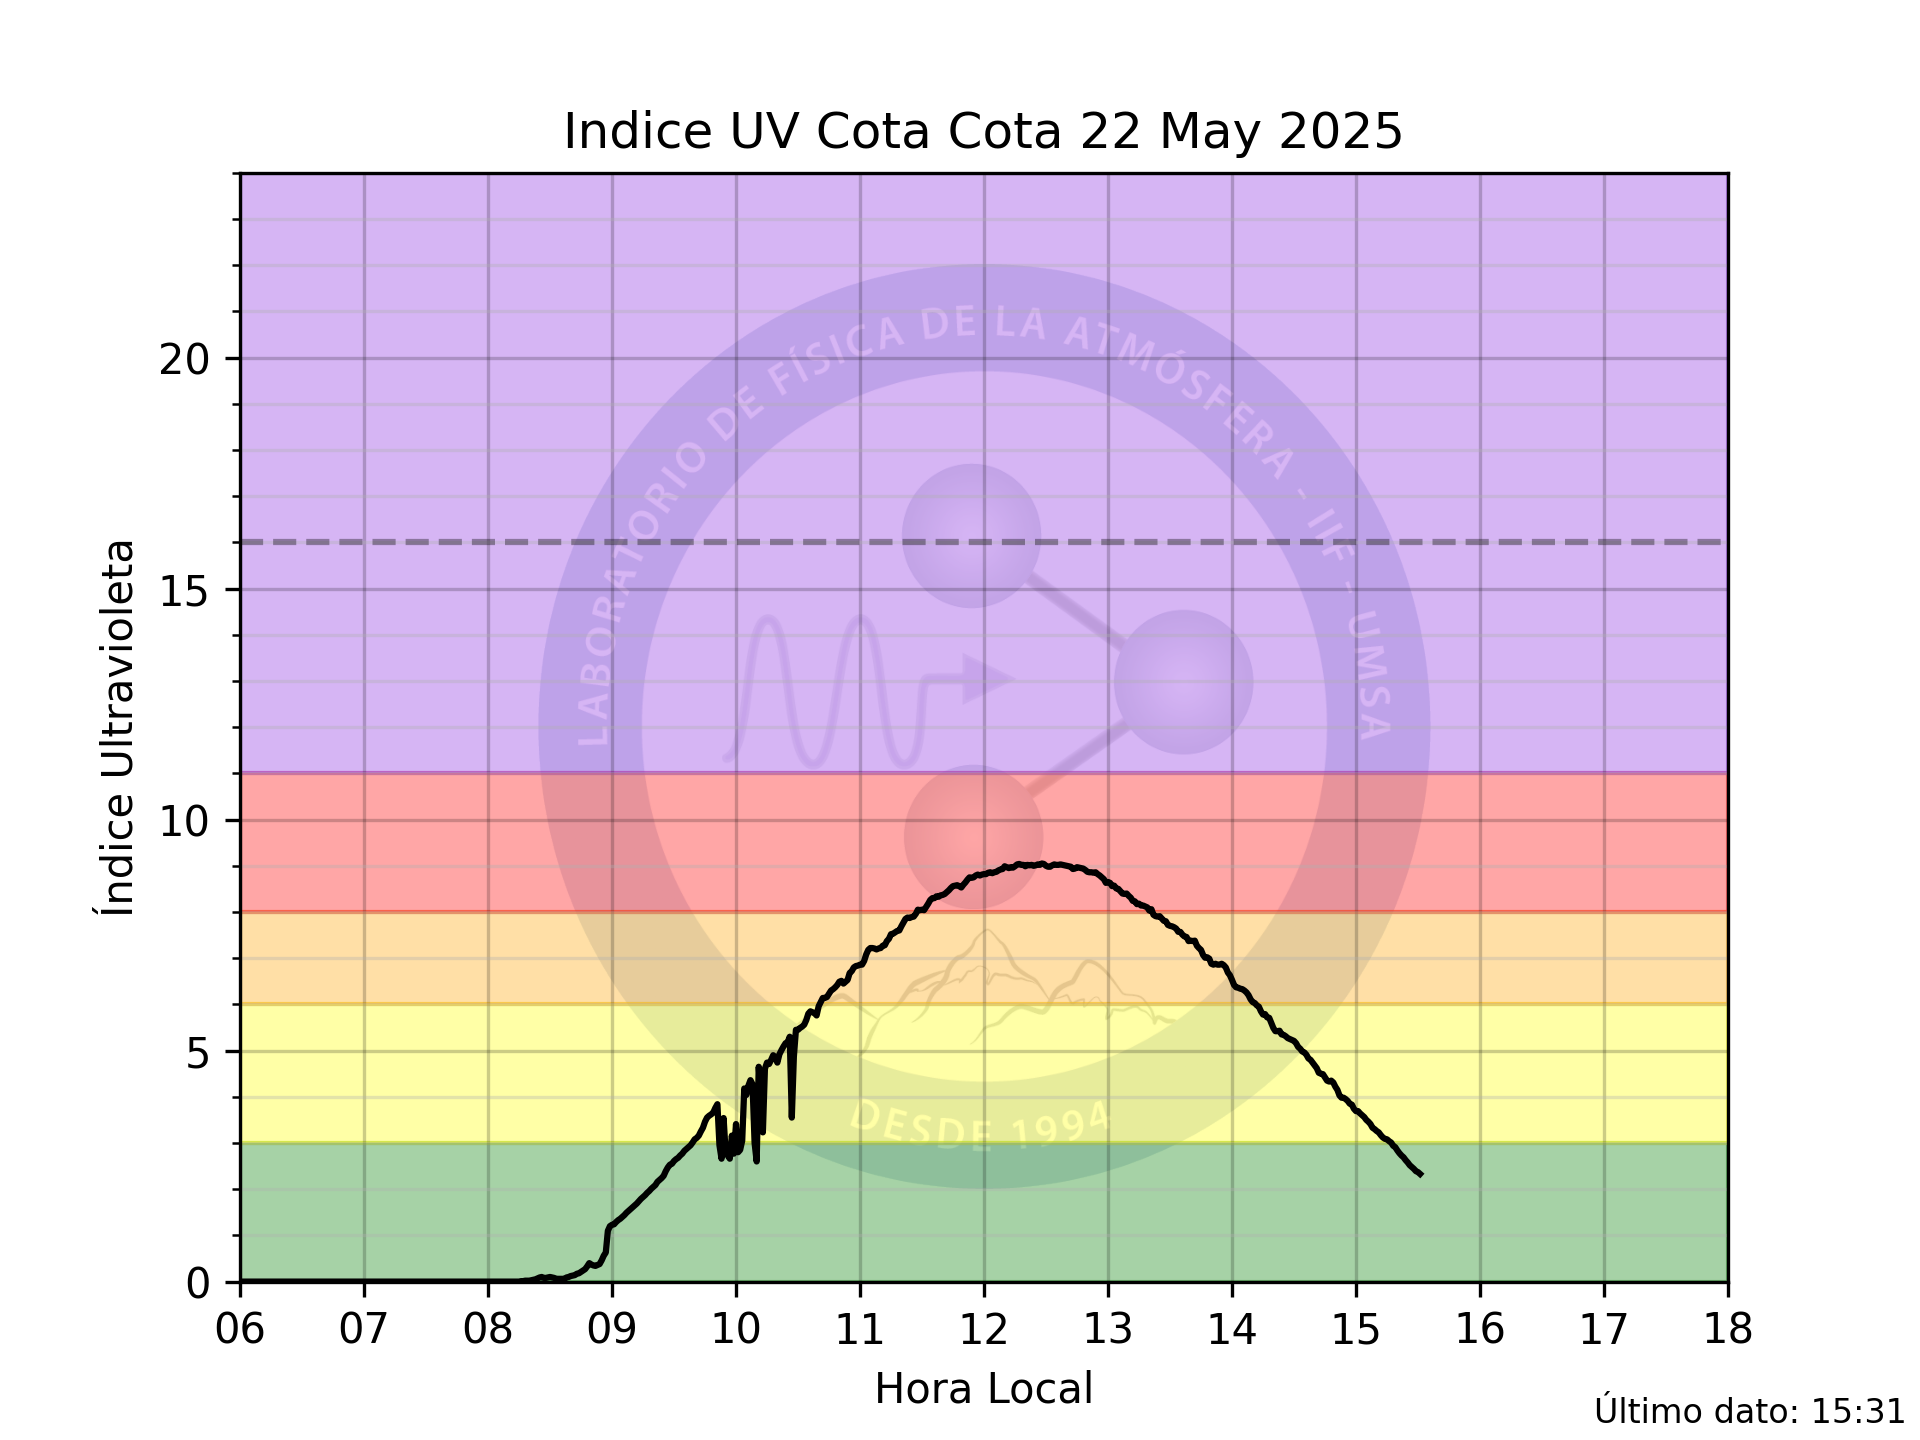 Indice UV Cota Cota 22 May 2025
LABORATORIO DE FÍSICA DE LA ATMÓSFERA - IIF - UMSA
DESDE 1994
Índice Ultravioleta
20
15
10
5
0
06 07 08 09 10 11 12 13 14 15 16 17 18
Hora Local
Último dato: 15:31